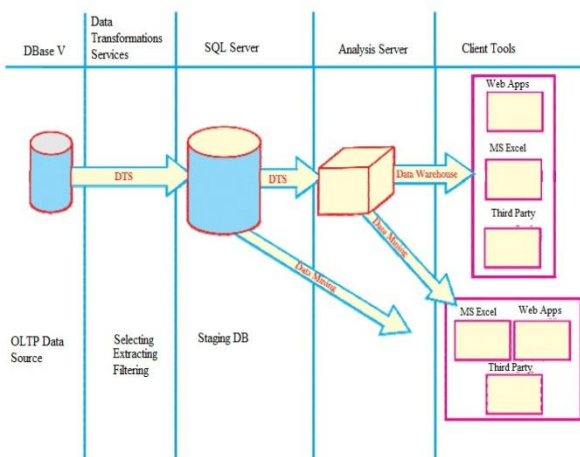 DBase V
Data
Transformations
Services
SQL Server
Analysis Server
Client Tools
Web Apps
MS Excel
Third Party
DTS
DTS
Data Warehouse
Data Mining
Data Mining
MS Excel
Web Apps
Third Party
OLTP Data
Source
Selecting
Extracting
Filtering
Staging DB